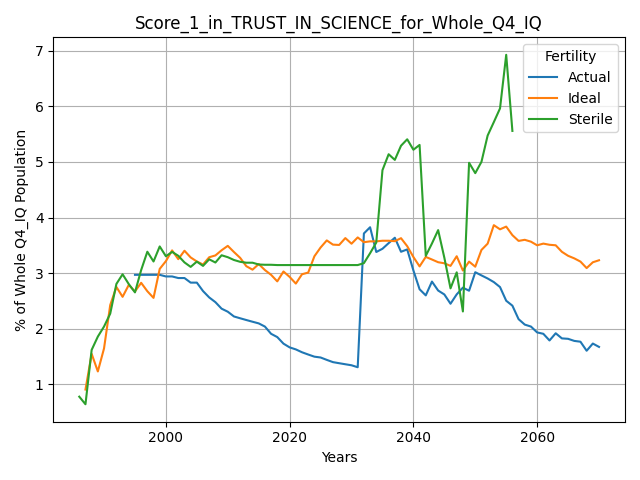 Score_1_in_TRUST_IN_SCIENCE_for_Whole_Q4_IQ
% of Whole Q4_IQ Population
7
6
5
4
3
2
1
2000 2020 2040 2060
Years
Fertility
Actual
Ideal
Sterile